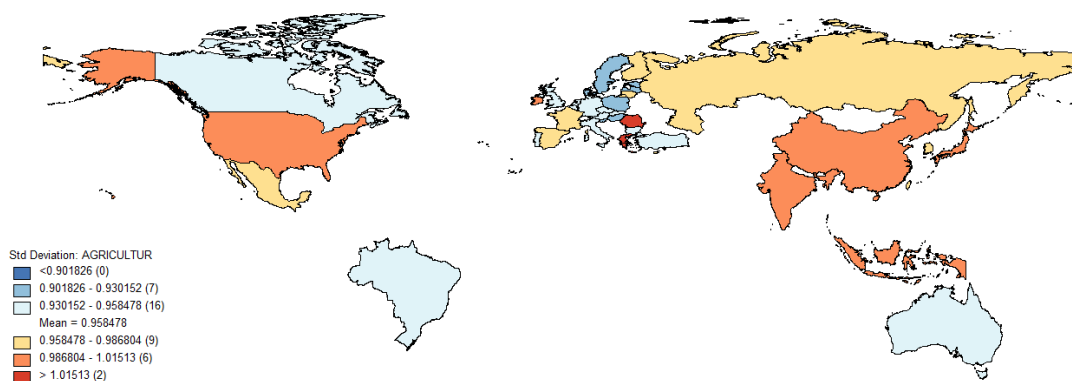 Std Deviation: AGRICULTUR
<0.901826 (0)
0.901826 - 0.930152 (7)
0.930152 - 0.958478 (16)
Mean = 0.958478
0.958478 - 0.986804 (9)
0.986804 - 1.01513 (6)
> 1.01513 (2)